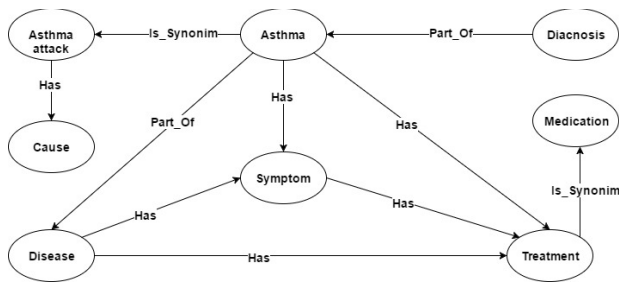 Asthma
attack
Is_Synonim
Asthma
Part_Of
Diacnosis
Has
Has
Part_Of
Has
Medication
Cause
Symptom
Is_Synonim
Has
Has
Disease
Has
Treatment